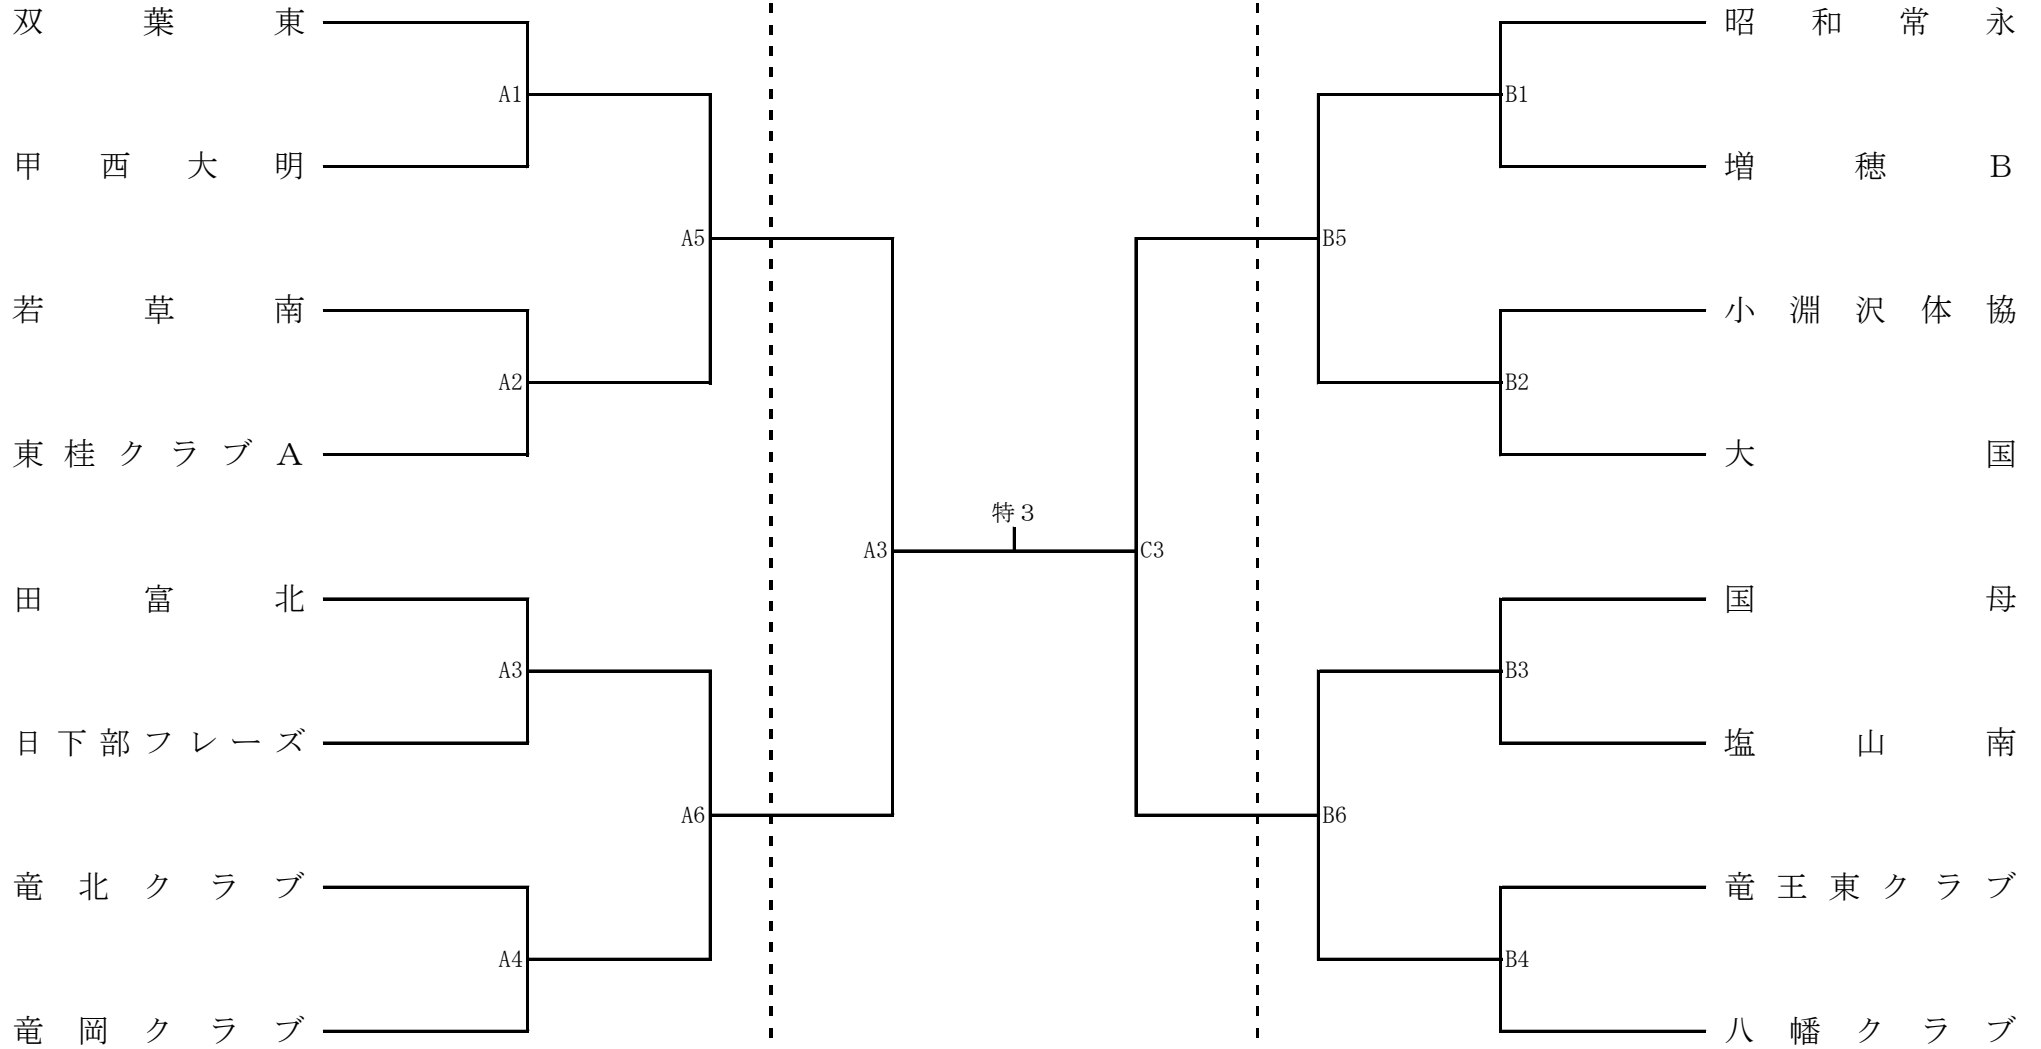 双葉東
昭和常永
A1
B1
甲西大明
増穂B
A5
B5
若草南
小淵沢体協
A2
B2
東桂クラブA
大国
特3
A3
C3
田富北
国母
A3
B3
日下部フレーズ
塩山南
A6
B6
竜北クラブ
竜王東クラブ
A4
B4
竜岡クラブ
八幡クラブ